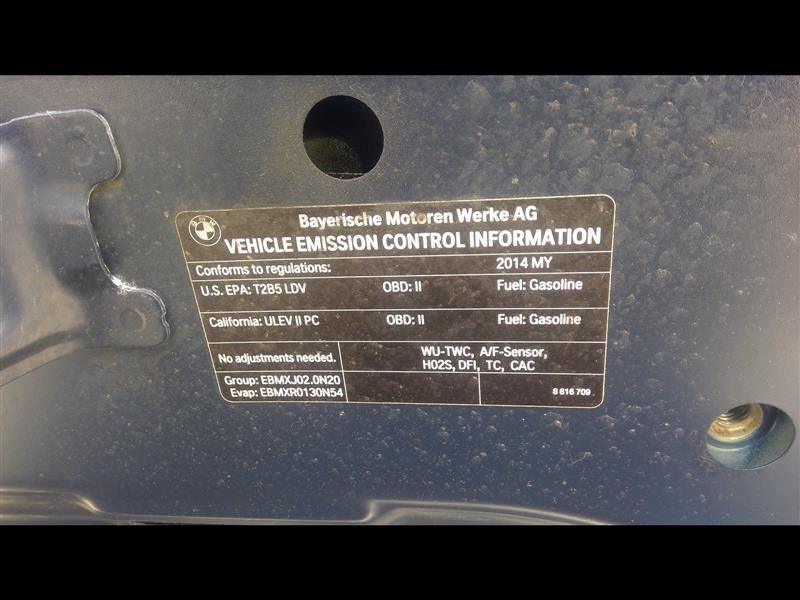 Bayerische Motoren Werke AG
VEHICLE EMISSION CONTROL INFORMATION
Conforms to regulations: 2014 MY
U.S. EPA: T2B5 LDV OBD: II Fuel: Gasoline
California: ULEV II PC OBD: II Fuel: Gasoline
No adjustments needed.
WU-TWC, A/F-Sensor,
H02S, DFI, TC, CAC
Group: EBMXJ02.0N20
Evap: EBMXR0130N54
8 616 709